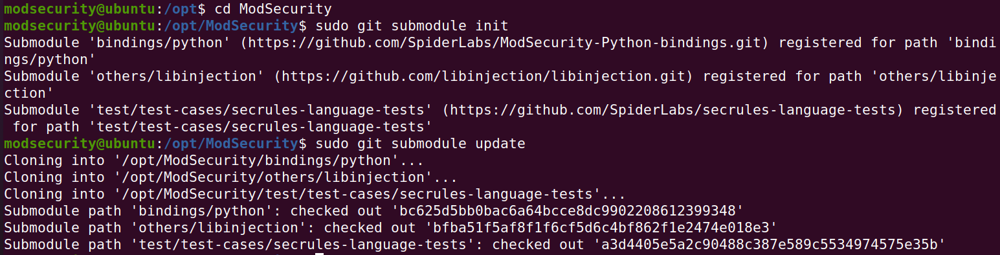 modsecurity@ubuntu:/opt$ cd ModSecurity
modsecurity@ubuntu:/opt/ModSecurity$ sudo git submodule init
Submodule 'bindings/python' (https://github.com/SpiderLabs/ModSecurity-Python-bindings.git) registered for path 'bindi
ngs/python'
Submodule 'others/libinjection' (https://github.com/libinjection/libinjection.git) registered for path 'others/libinje
ction'
Submodule 'test/test-cases/secrules-language-tests' (https://github.com/SpiderLabs/secrules-language-tests) registered
 for path 'test/test-cases/secrules-language-tests'
modsecurity@ubuntu:/opt/ModSecurity$ sudo git submodule update
Cloning into '/opt/ModSecurity/bindings/python'...
Cloning into '/opt/ModSecurity/others/libinjection'...
Cloning into '/opt/ModSecurity/test/test-cases/secrules-language-tests'...
Submodule path 'bindings/python': checked out 'bc625d5bb0bac6a64bcce8dc9902208612399348'
Submodule path 'others/libinjection': checked out 'bfba51f5af8f1f6cf5d6c4bf862f1e2474e018e3'
Submodule path 'test/test-cases/secrules-language-tests': checked out 'a3d4405e5a2c90488c387e589c5534974575e35b'